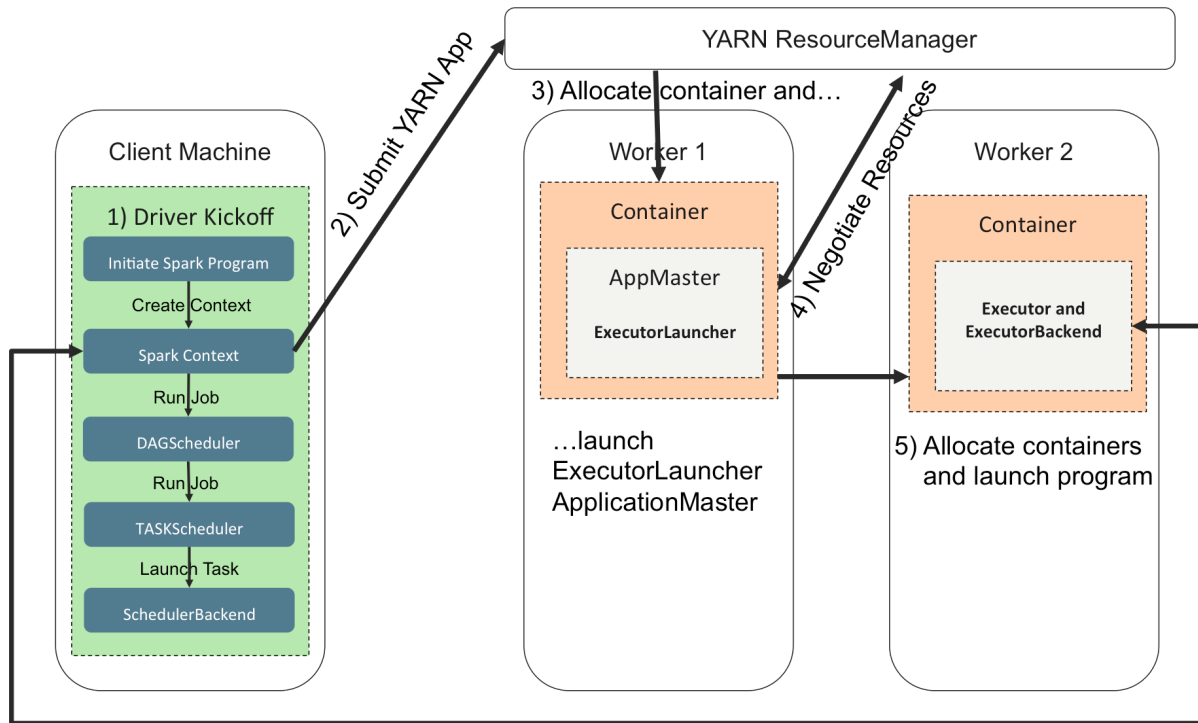 YARN ResourceManager
2) Submit YARN App
3) Allocate container and…
4) Negotiate Resources
Client Machine
1) Driver Kickoff
Initiate Spark Program
Create Context
Spark Context
Run Job
DAGScheduler
Run Job
TASKScheduler
Launch Task
SchedulerBackend
Worker 1
Container
AppMaster
ExecutorLauncher
…launch
ExecutorLauncher
ApplicationMaster
Worker 2
Container
Executor and
ExecutorBackend
5) Allocate containers
and launch program